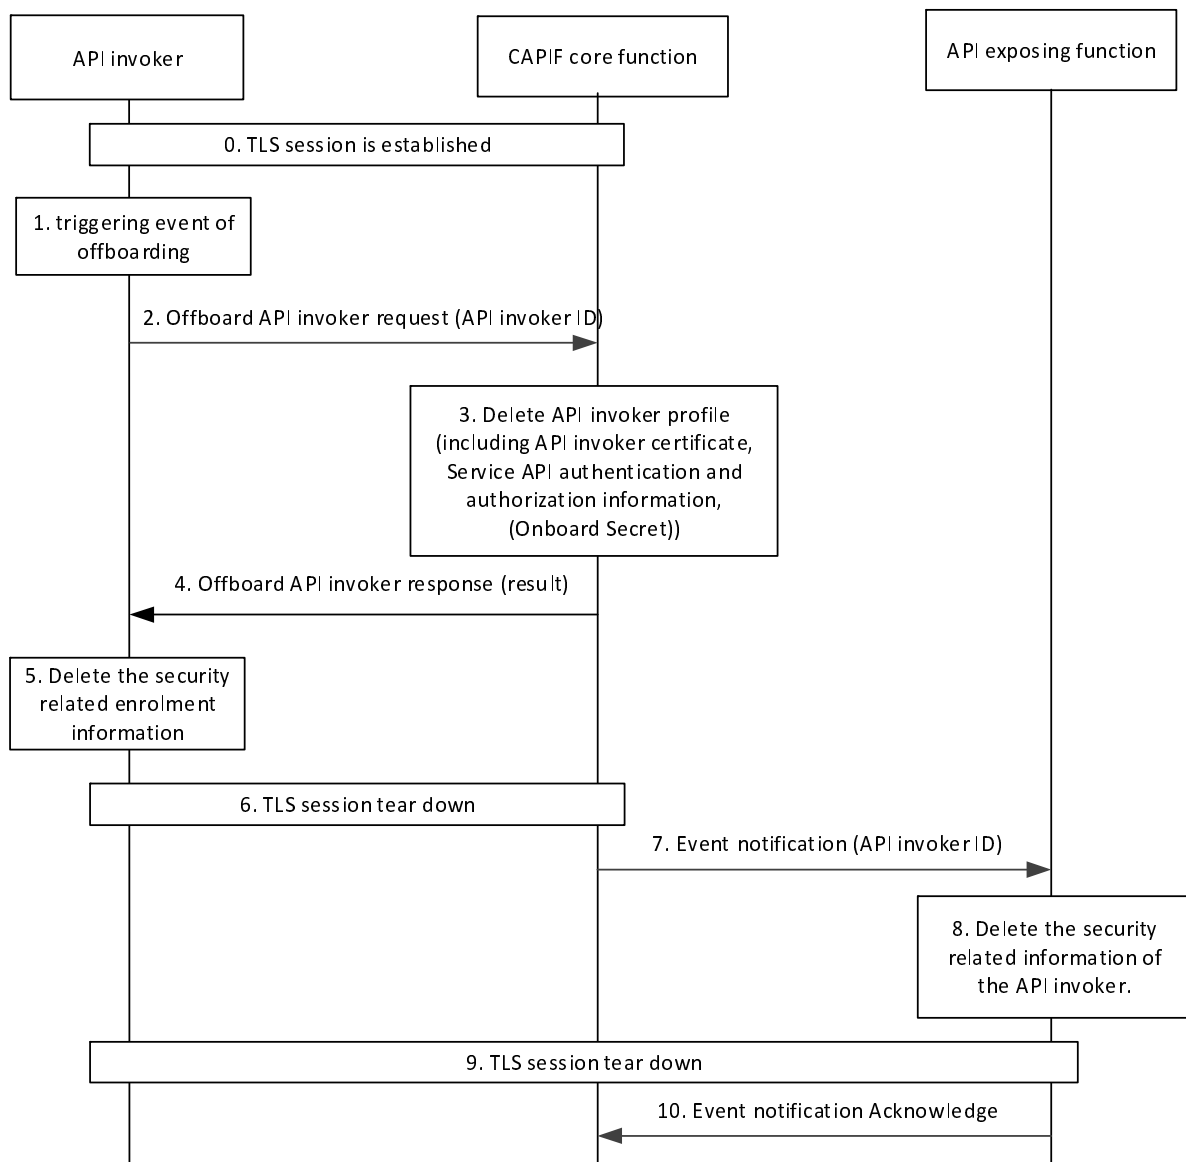 API invoker
CAPIF core function
API exposing function
0. TLS session is established
1. triggering event of
offboarding
2. Offboard API invoker request (API invoker ID)
3. Delete API invoker profile
(including API invoker certificate,
Service API authentication and
authorization information,
(Onboard Secret))
4. Offboard API invoker response (result)
5. Delete the security
related enrolment
information
6. TLS session tear down
7. Event notification (API invoker ID)
8. Delete the security
related information of
the API invoker.
9. TLS session tear down
10. Event notification Acknowledge